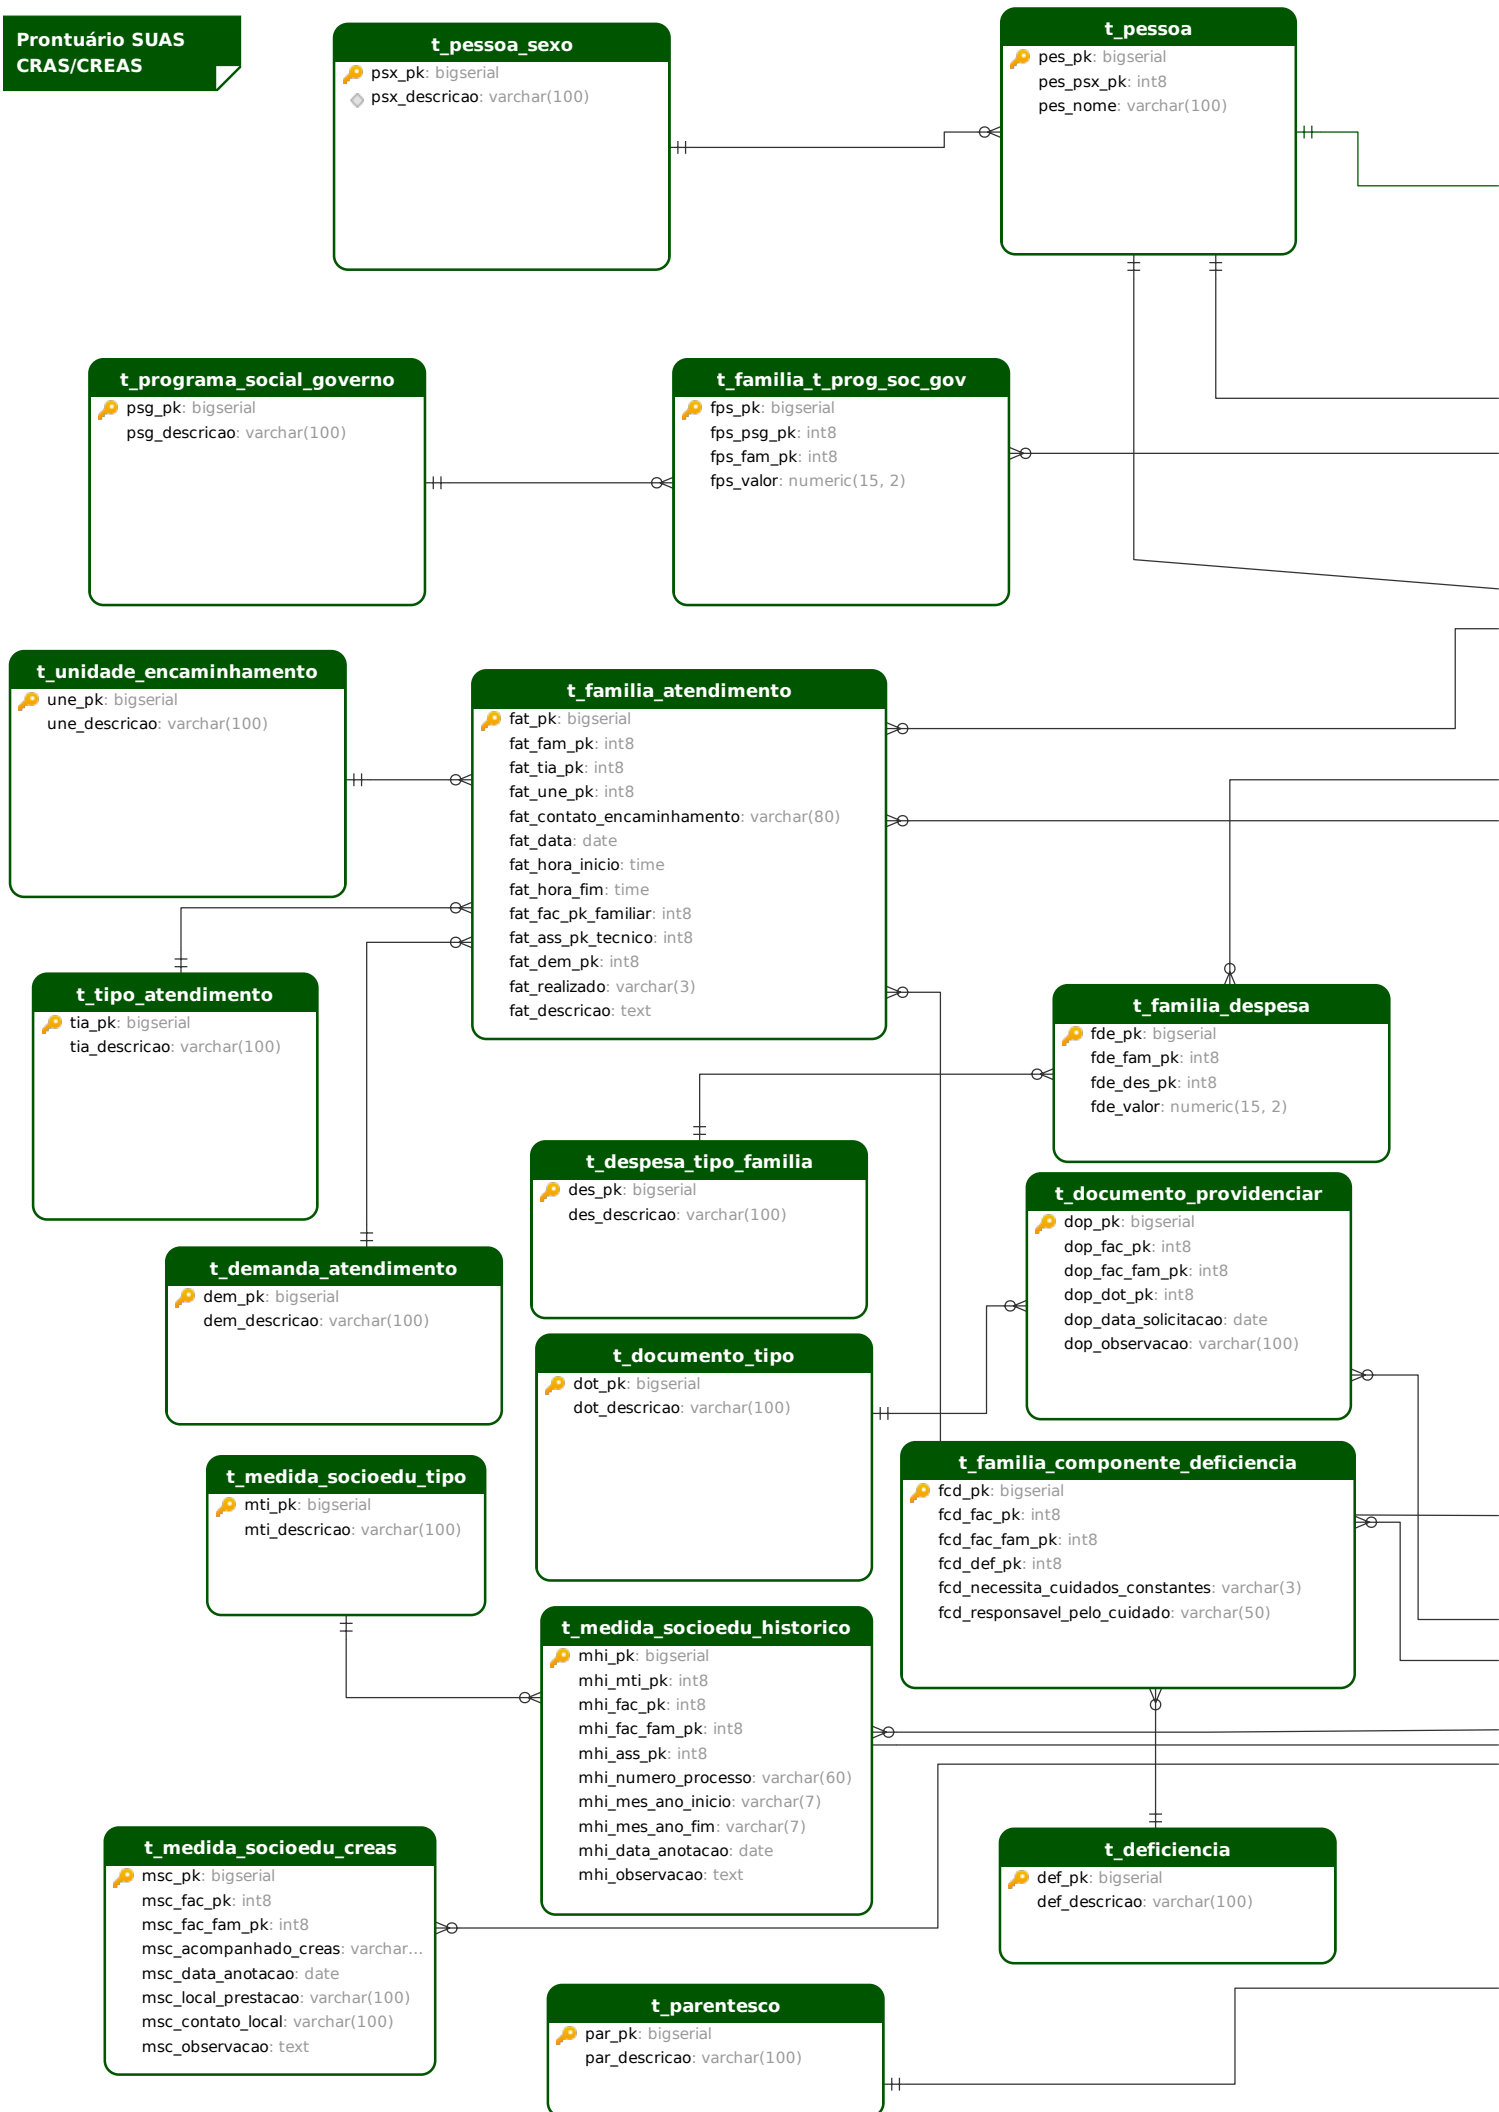 Prontuário SUAS
CRAS/CREAS
t_pessoa_sexo
psx_pk: bigserial
psx_descricao: varchar(100)
t_pessoa
pes_pk: bigserial
pes_psx_pk: int8
pes_nome: varchar(100)
t_programa_social_governo
psg_pk: bigserial
psg_descricao: varchar(100)
t_familia_t_prog_soc_gov
fps_pk: bigserial
fps_psg_pk: int8
fps_fam_pk: int8
fps_valor: numeric(15, 2)
t_unidade_encaminhamento
une_pk: bigserial
une_descricao: varchar(100)
t_familia_atendimento
fat_pk: bigserial
fat_fam_pk: int8
fat_tia_pk: int8
fat_une_pk: int8
fat_contato_encaminhamento: varchar(80)
fat_data: date
fat_hora_inicio: time
fat_hora_fim: time
fat_fac_pk_familiar: int8
fat_ass_pk_tecnico: int8
fat_dem_pk: int8
fat_realizado: varchar(3)
fat_descricao: text
t_tipo_atendimento
tia_pk: bigserial
tia_descricao: varchar(100)
t_familia_despesa
fde_pk: bigserial
fde_fam_pk: int8
fde_des_pk: int8
fde_valor: numeric(15, 2)
t_despesa_tipo_familia
des_pk: bigserial
des_descricao: varchar(100)
t_documento_providenciar
dop_pk: bigserial
dop_fac_pk: int8
dop_fac_fam_pk: int8
dop_dot_pk: int8
dop_data_solicitacao: date
dop_observacao: varchar(100)
t_demanda_atendimento
dem_pk: bigserial
dem_descricao: varchar(100)
t_documento_tipo
dot_pk: bigserial
dot_descricao: varchar(100)
t_familia_componente_deficiencia
fcd_pk: bigserial
fcd_fac_pk: int8
fcd_fac_fam_pk: int8
fcd_def_pk: int8
fcd_necessita_cuidados_constantes: varchar(3)
fcd_responsavel_pelo_cuidado: varchar(50)
t_medida_socioedu_tipo
mti_pk: bigserial
mti_descricao: varchar(100)
t_medida_socioedu_historico
mhi_pk: bigserial
mhi_mti_pk: int8
mhi_fac_pk: int8
mhi_fac_fam_pk: int8
mhi_ass_pk: int8
mhi_numero_processo: varchar(60)
mhi_mes_ano_inicio: varchar(7)
mhi_mes_ano_fim: varchar(7)
mhi_data_anotacao: date
mhi_observacao: text
t_medida_socioedu_creas
msc_pk: bigserial
msc_fac_pk: int8
msc_fac_fam_pk: int8
msc_acompanhado_creas: varchar...
msc_data_anotacao: date
msc_local_prestacao: varchar(100)
msc_contato_local: varchar(100)
msc_observacao: text
t_deficiencia
def_pk: bigserial
def_descricao: varchar(100)
t_parentesco
par_pk: bigserial
par_descricao: varchar(100)